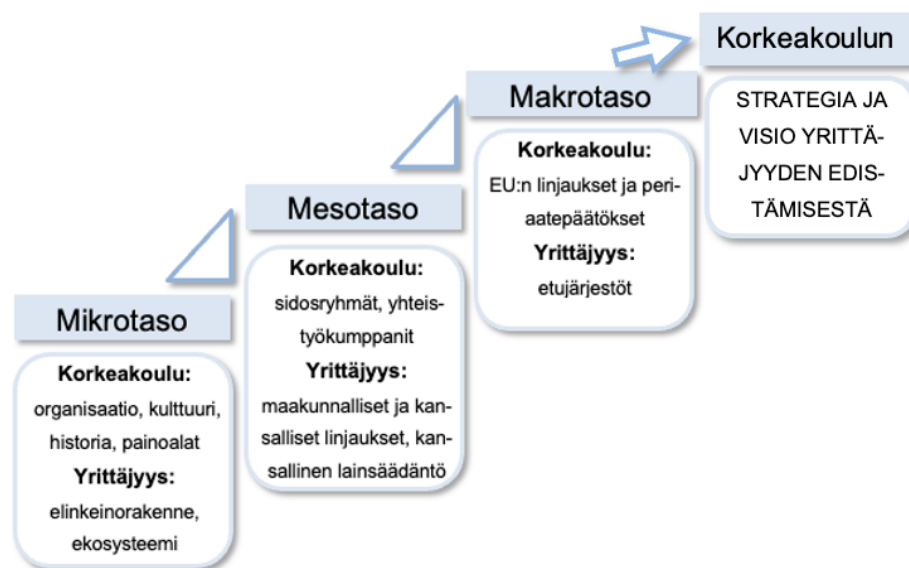 Mikrotaso
Korkeakoulu:
organisaatio, kulttuuri,
historia, painoalat
Yrittäjyys:
elinkeinorakenne,
ekosysteemi
Mesotaso
Korkeakoulu:
sidosryhmät, yhteis-
työkumppanit
Yrittäjyys:
maakunnalliset ja kan-
salliset linjaukset, kan-
sallinen lainsäädäntö
Makrotaso
Korkeakoulu:
EU:n linjaukset ja peri-
aatepäätökset
Yrittäjyys:
etujärjestöt
Korkeakoulun
STRATEGIA JA
VISIO YRITTÄ-
JYYDEN EDIS-
TÄMISESTÄ